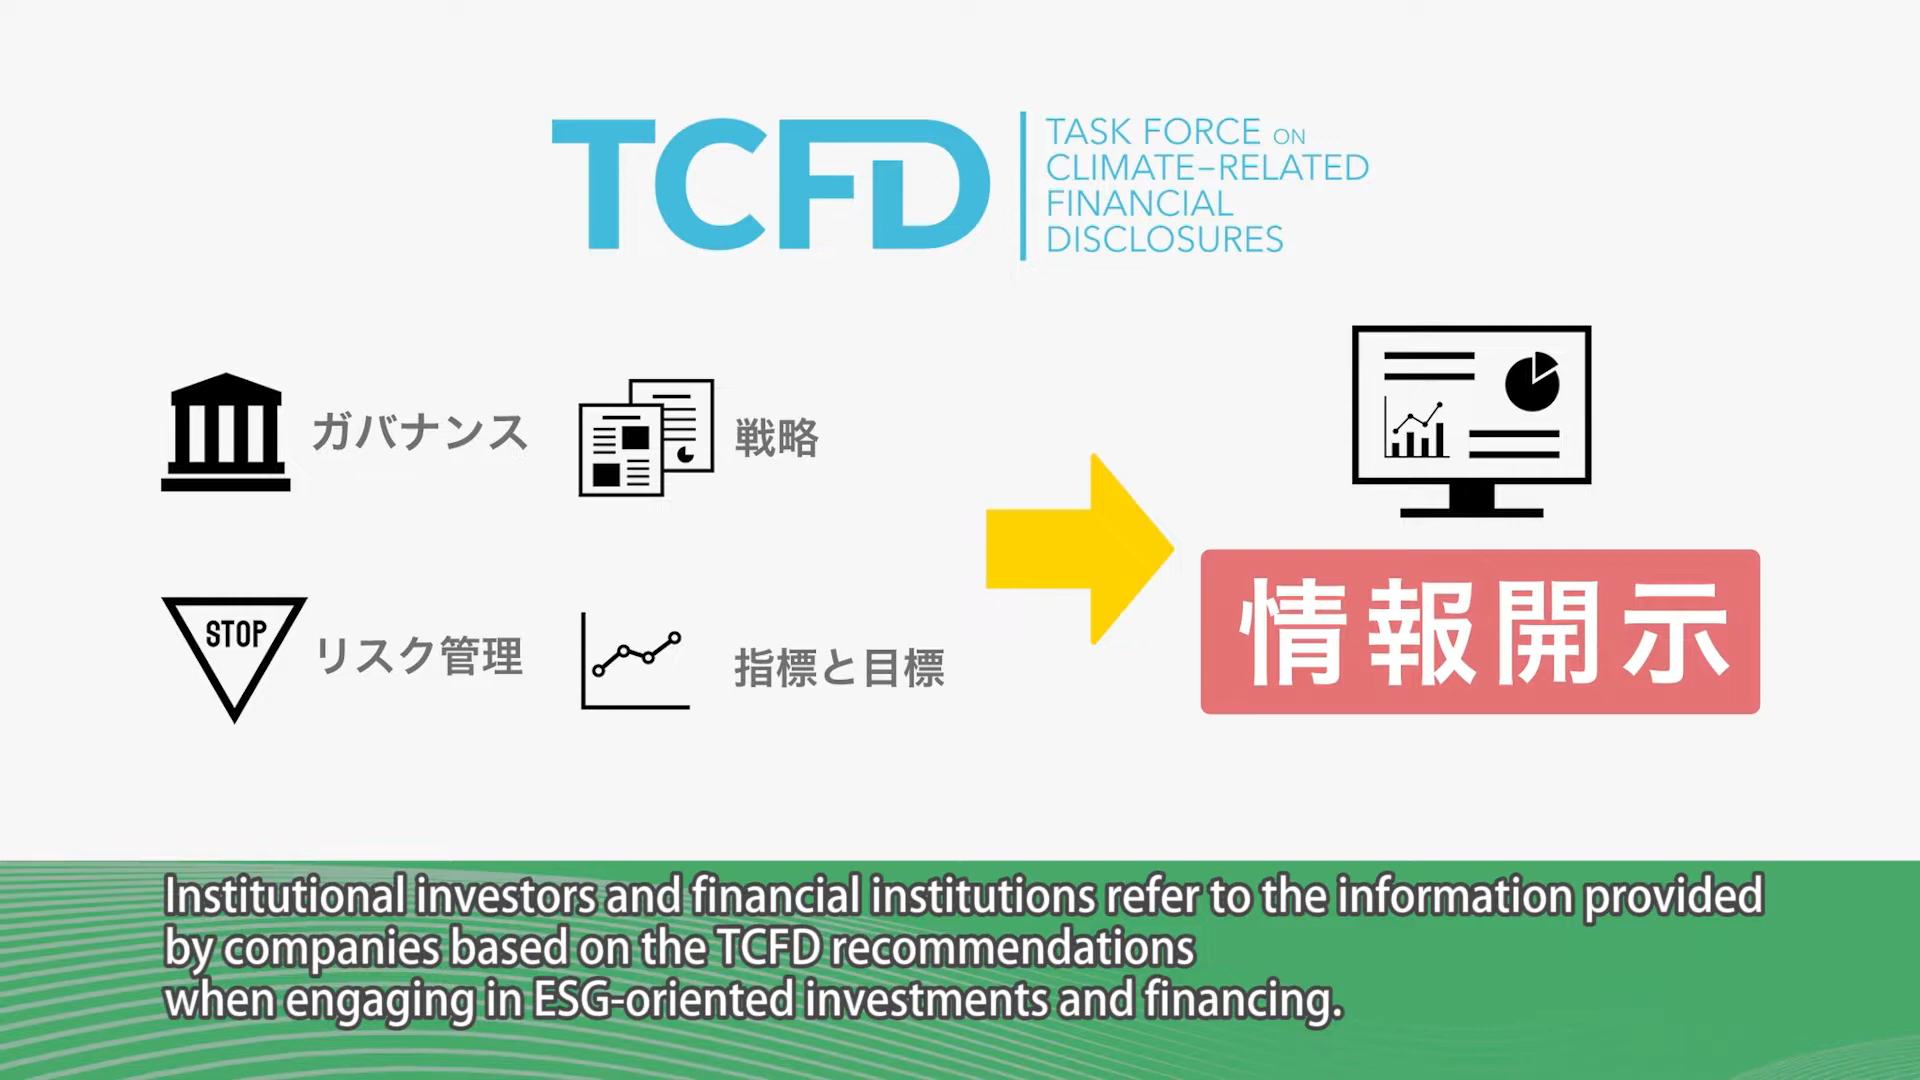 TCFD
TASK FORCE ON
CLIMATE-RELATED
FINANCIAL
DISCLOSURES
ガバナンス
戦略
STOP
リスク管理
指標と目標
情報開示
Institutional investors and financial institutions refer to the information provided
by companies based on the TCFD recommendations
when engaging in ESG-oriented investments and financing.